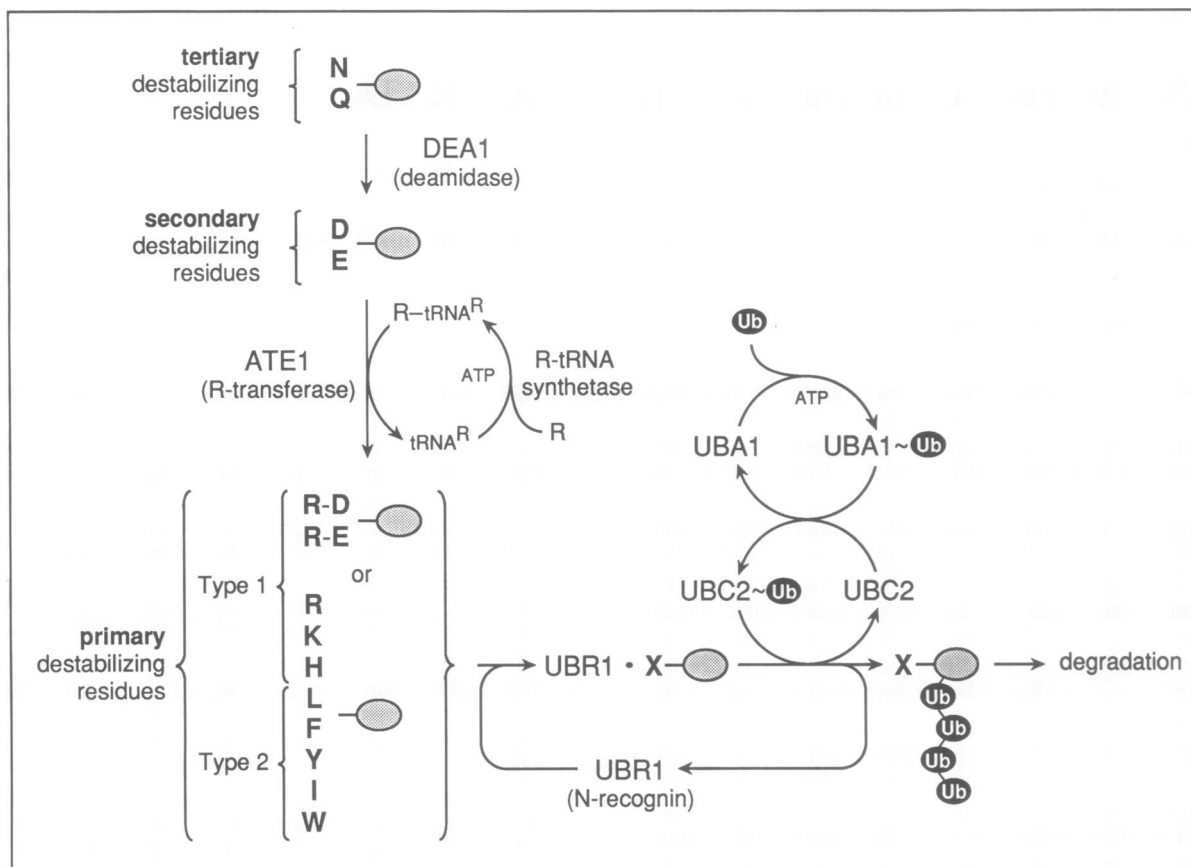 tertiary
destabilizing
residues
N
Q
DEA1
(deamidase)
secondary
destabilizing
residues
D
E
R–tRNA^R
ATE1
(R-transferase)
ATP
R-tRNA
synthetase
tRNA^R
R
Ub
ATP
UBA1
UBA1~Ub
UBC2~Ub
UBC2
primary
destabilizing
residues
Type 1
R-D
R-E
or
R
K
H
Type 2
L
F
Y
I
W
UBR1 • X
X
degradation
Ub
Ub
Ub
Ub
UBR1
(N-recognin)